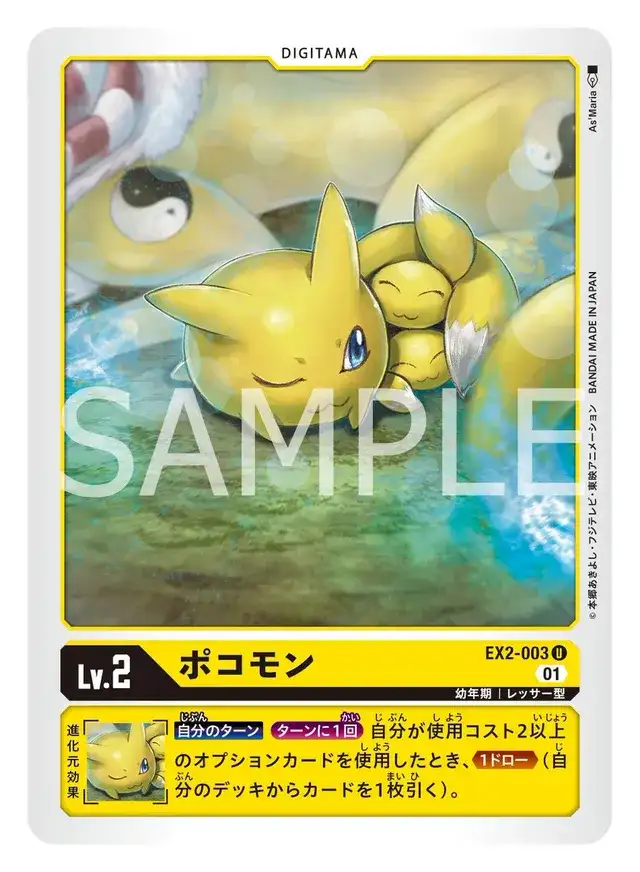 DIGITAMA
As'Maria
SAMPLE
© 本郷あきよし・フジテレビ・東映アニメーション BANDAI MADE IN JAPAN
Lv.2
ポコモン
EX2-003 U
01
幼年期 | レッサー型
進化元効果
自分のターン ターンに1回 自分が使用コスト2以上
のオプションカードを使用したとき、1ドロー（自
分のデッキからカードを1枚引く）。